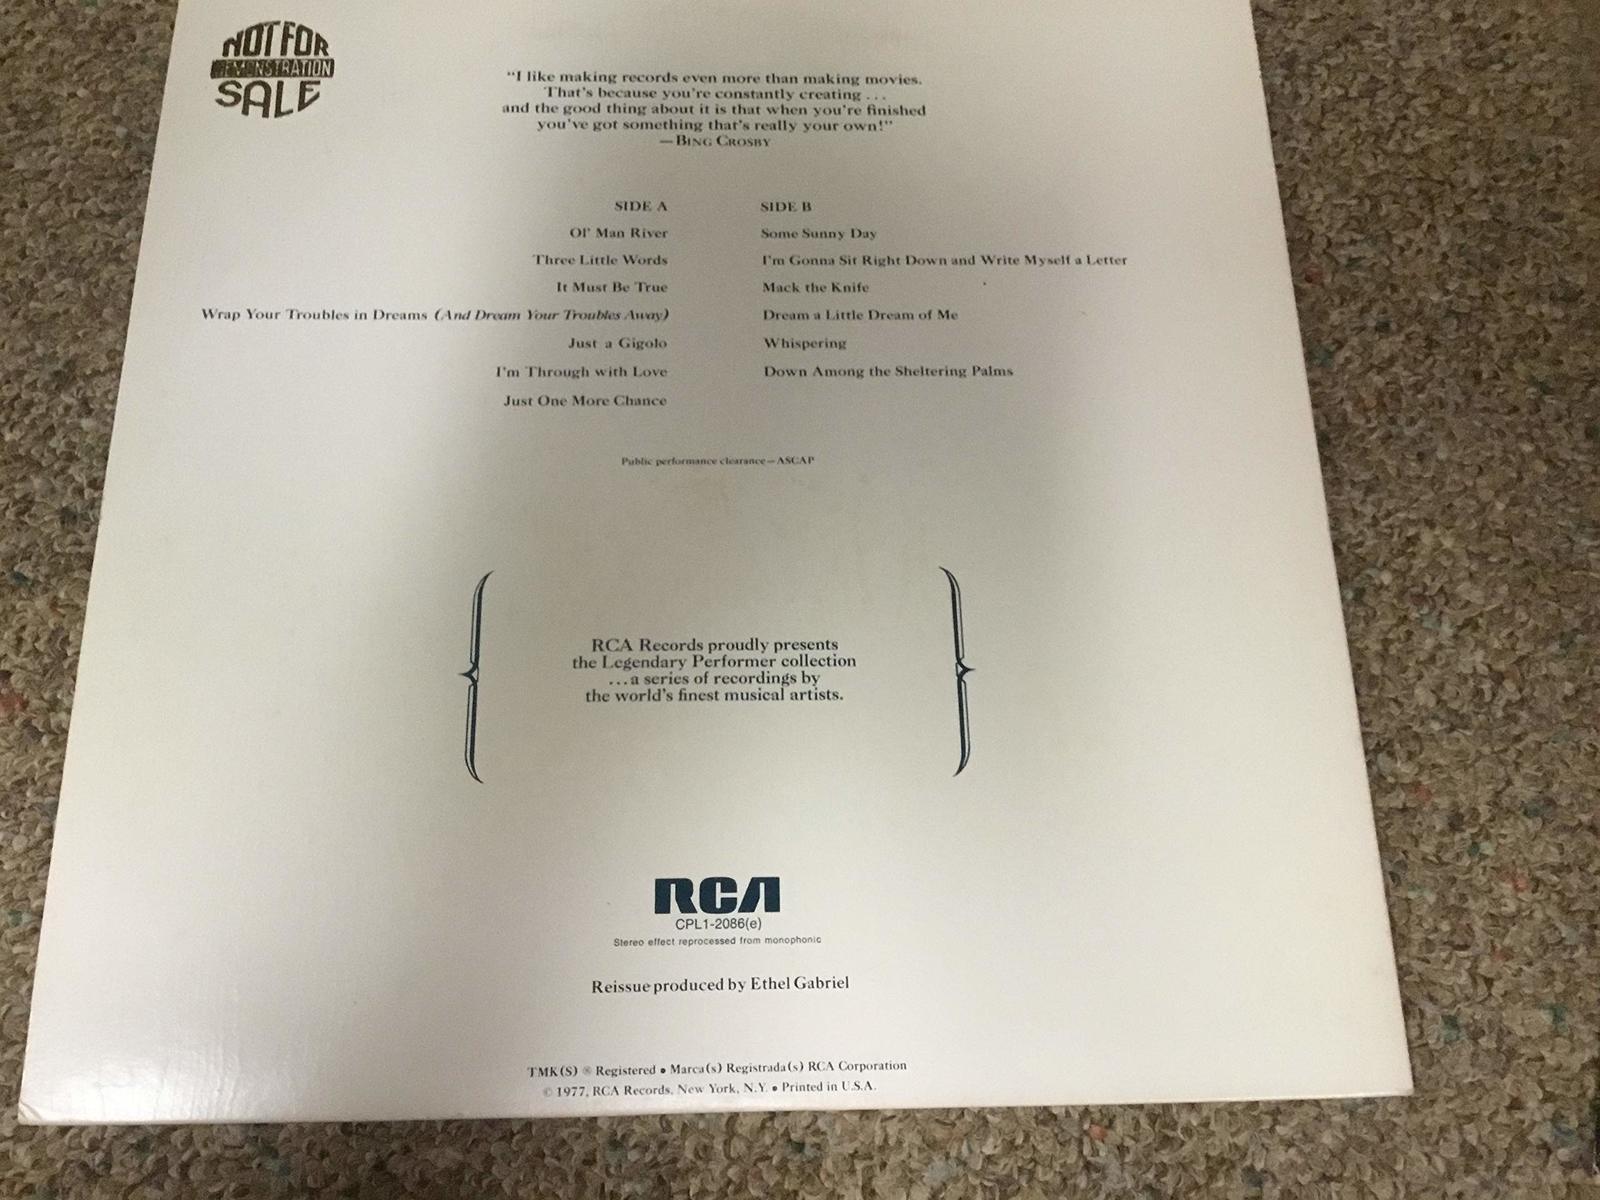 NOT FOR
DEMONSTRATION
SALE
“I like making records even more than making movies.
That's because you're constantly creating ...
and the good thing about it is that when you're finished
you've got something that's really your own!”
—BING CROSBY
SIDE A
Ol' Man River
Three Little Words
It Must Be True
Wrap Your Troubles in Dreams (And Dream Your Troubles Away)
Just a Gigolo
I'm Through with Love
Just One More Chance
SIDE B
Some Sunny Day
I'm Gonna Sit Right Down and Write Myself a Letter
Mack the Knife
Dream a Little Dream of Me
Whispering
Down Among the Sheltering Palms
Public performance clearance—ASCAP
RCA Records proudly presents
the Legendary Performer collection
...a series of recordings by
the world's finest musical artists.
RCA
CPL1-2086(e)
Stereo effect reprocessed from monophonic
Reissue produced by Ethel Gabriel
TMK(S) ® Registered • Marca(s) Registrada(s) RCA Corporation
© 1977, RCA Records, New York, N.Y. • Printed in U.S.A.